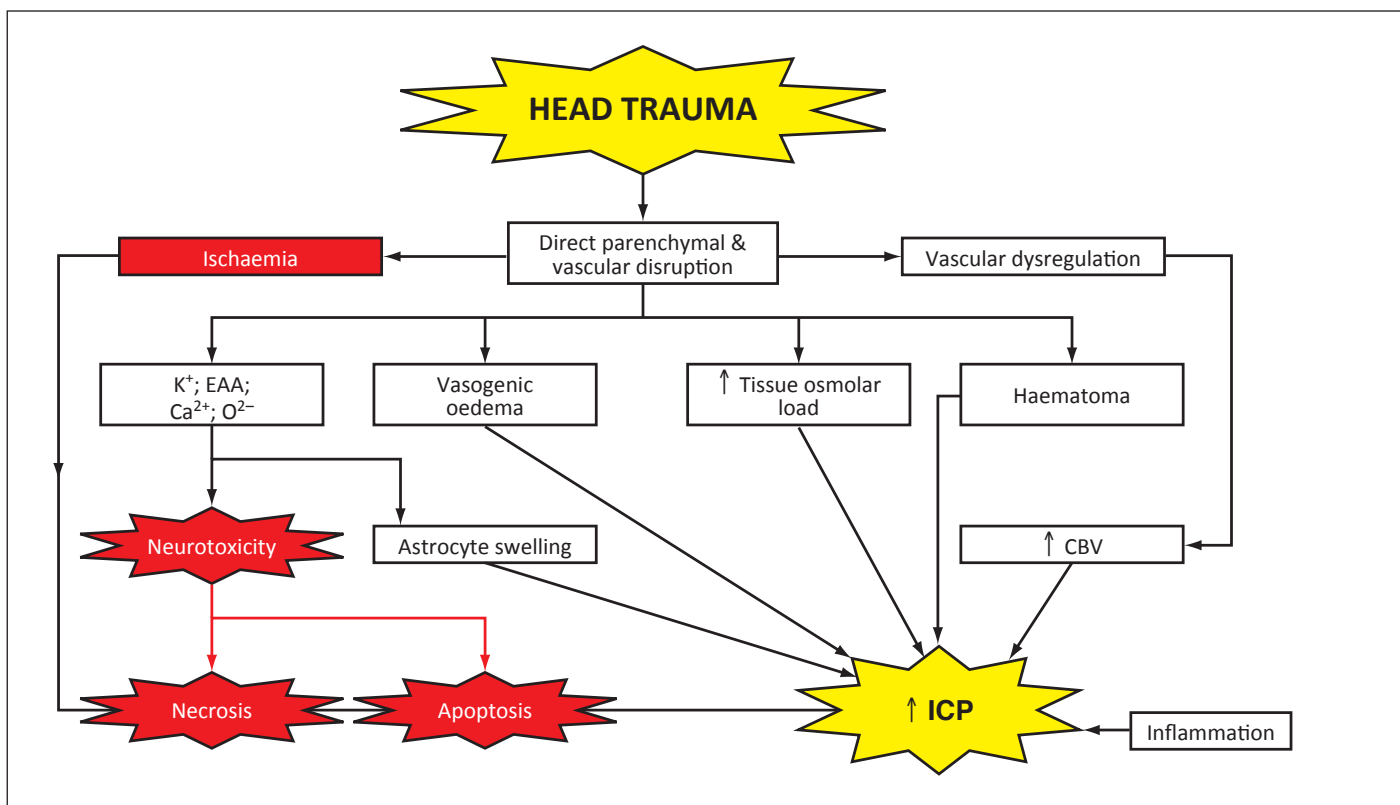 HEAD TRAUMA
Direct parenchymal &
vascular disruption
Ischaemia
Vascular dysregulation
K⁺; EAA;
Ca²⁺; O²⁻
Vasogenic
oedema
↑ Tissue osmolar
load
Haematoma
Neurotoxicity
Astrocyte swelling
↑ CBV
Necrosis
Apoptosis
↑ ICP
Inflammation